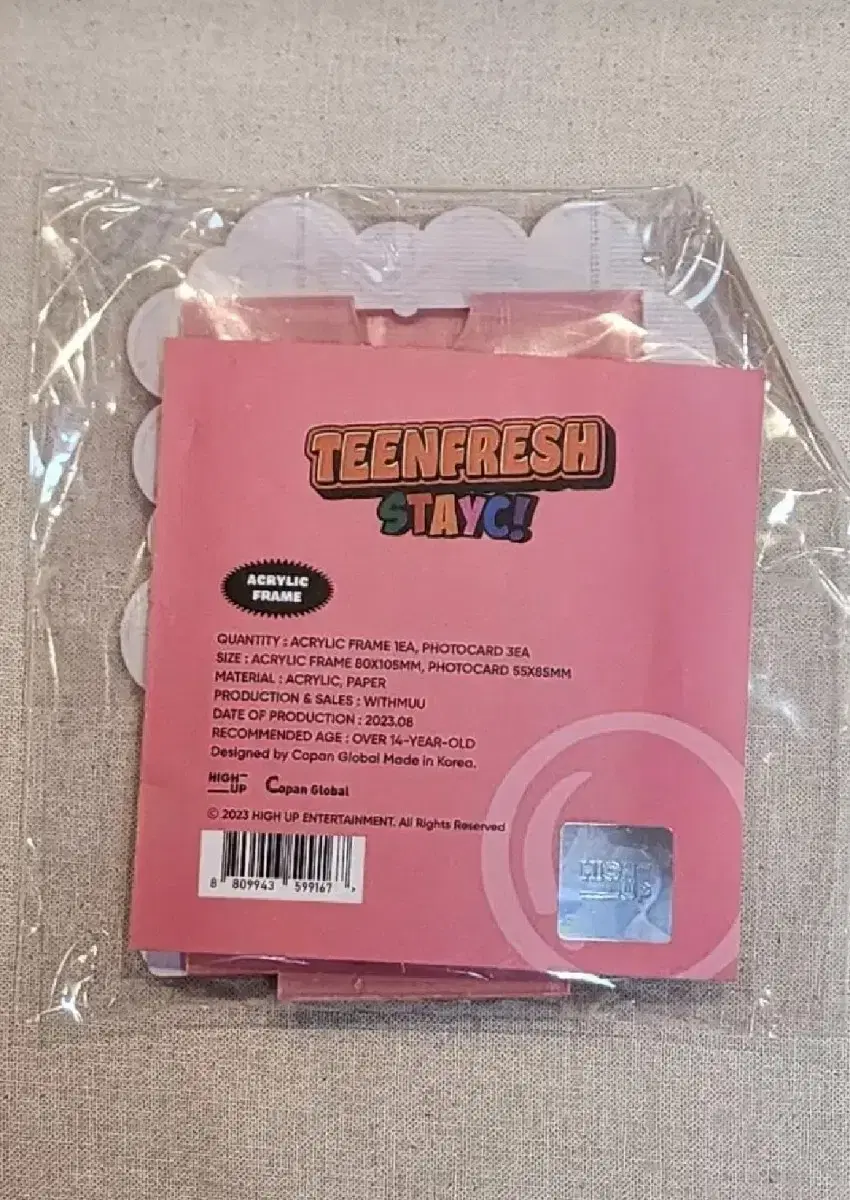 TEENFRESH
STAYC!
ACRYLIC
FRAME
QUANTITY : ACRYLIC FRAME 1EA, PHOTOCARD 3EA
SIZE : ACRYLIC FRAME 80X105MM, PHOTOCARD 55X85MM
MATERIAL : ACRYLIC, PAPER
PRODUCTION & SALES : WITHMUU
DATE OF PRODUCTION : 2023.08
RECOMMENDED AGE : OVER 14-YEAR-OLD
Designed by Copan Global Made in Korea.
HIGH
UP
Copan Global
© 2023 HIGH UP ENTERTAINMENT. All Rights Reserved
8 809943 599167 >
HIGH
UP